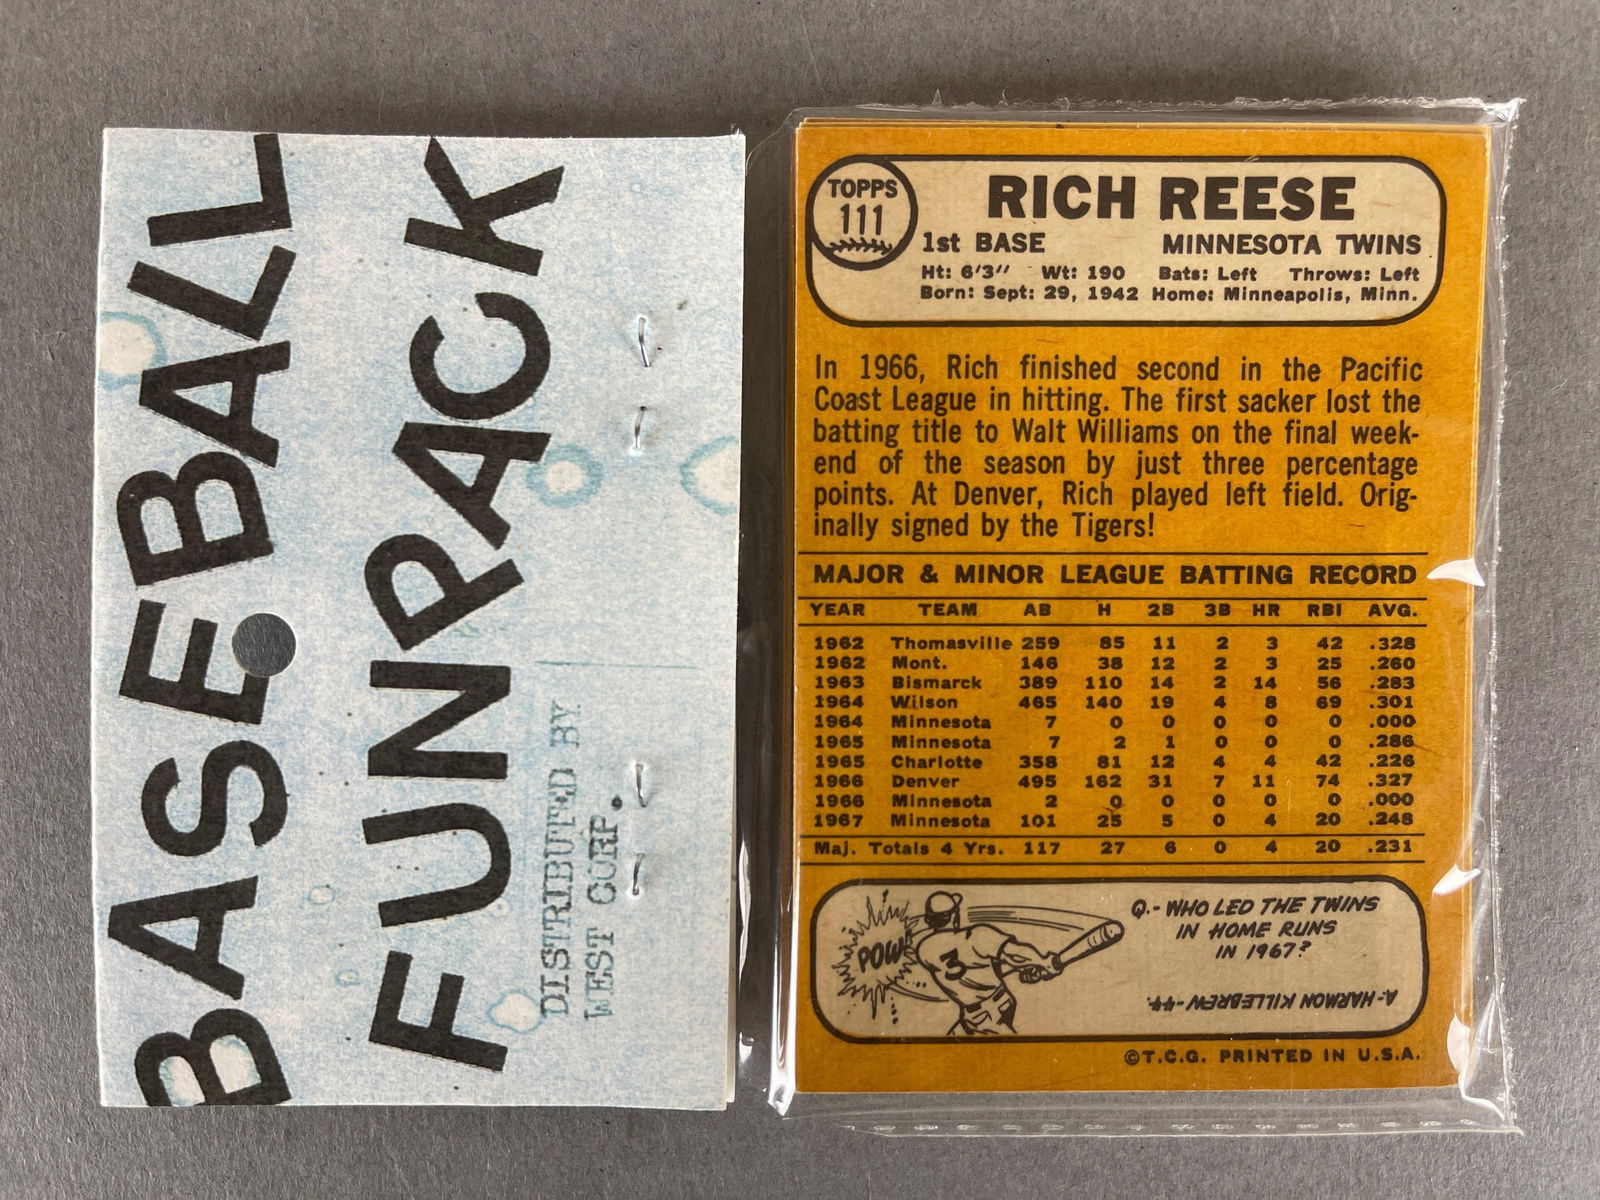 BASEBALL
FUNPACK
DISTRIBUTED BY
WEST CORP.
TOPPS
111
RICH REESE
1st BASE MINNESOTA TWINS
Ht: 6'3" Wt: 190 Bats: Left Throws: Left
Born: Sept: 29, 1942 Home: Minneapolis, Minn.
In 1966, Rich finished second in the Pacific
Coast League in hitting. The first sacker lost the
batting title to Walt Williams on the final week-
end of the season by just three percentage
points. At Denver, Rich played left field. Orig-
inally signed by the Tigers!
MAJOR & MINOR LEAGUE BATTING RECORD
YEAR TEAM AB H 2B 3B HR RBI AVG.
1962 Thomasville 259 85 11 2 3 42 .328
1962 Mont. 146 38 12 2 3 25 .260
1963 Bismarck 389 110 14 2 14 56 .283
1964 Wilson 465 140 19 4 8 69 .301
1964 Minnesota 7 0 0 0 0 0 .000
1965 Minnesota 7 2 1 0 0 0 .286
1965 Charlotte 358 81 12 4 4 42 .226
1966 Denver 495 162 31 7 11 74 .327
1966 Minnesota 2 0 0 0 0 0 .000
1967 Minnesota 101 25 5 0 4 20 .248
Maj. Totals 4 Yrs. 117 27 6 0 4 20 .231
POW!
3
Q.- WHO LED THE TWINS
IN HOME RUNS
IN 1967?
A:- HARMON KILLEBREW -44.
©T.C.G. PRINTED IN U.S.A.